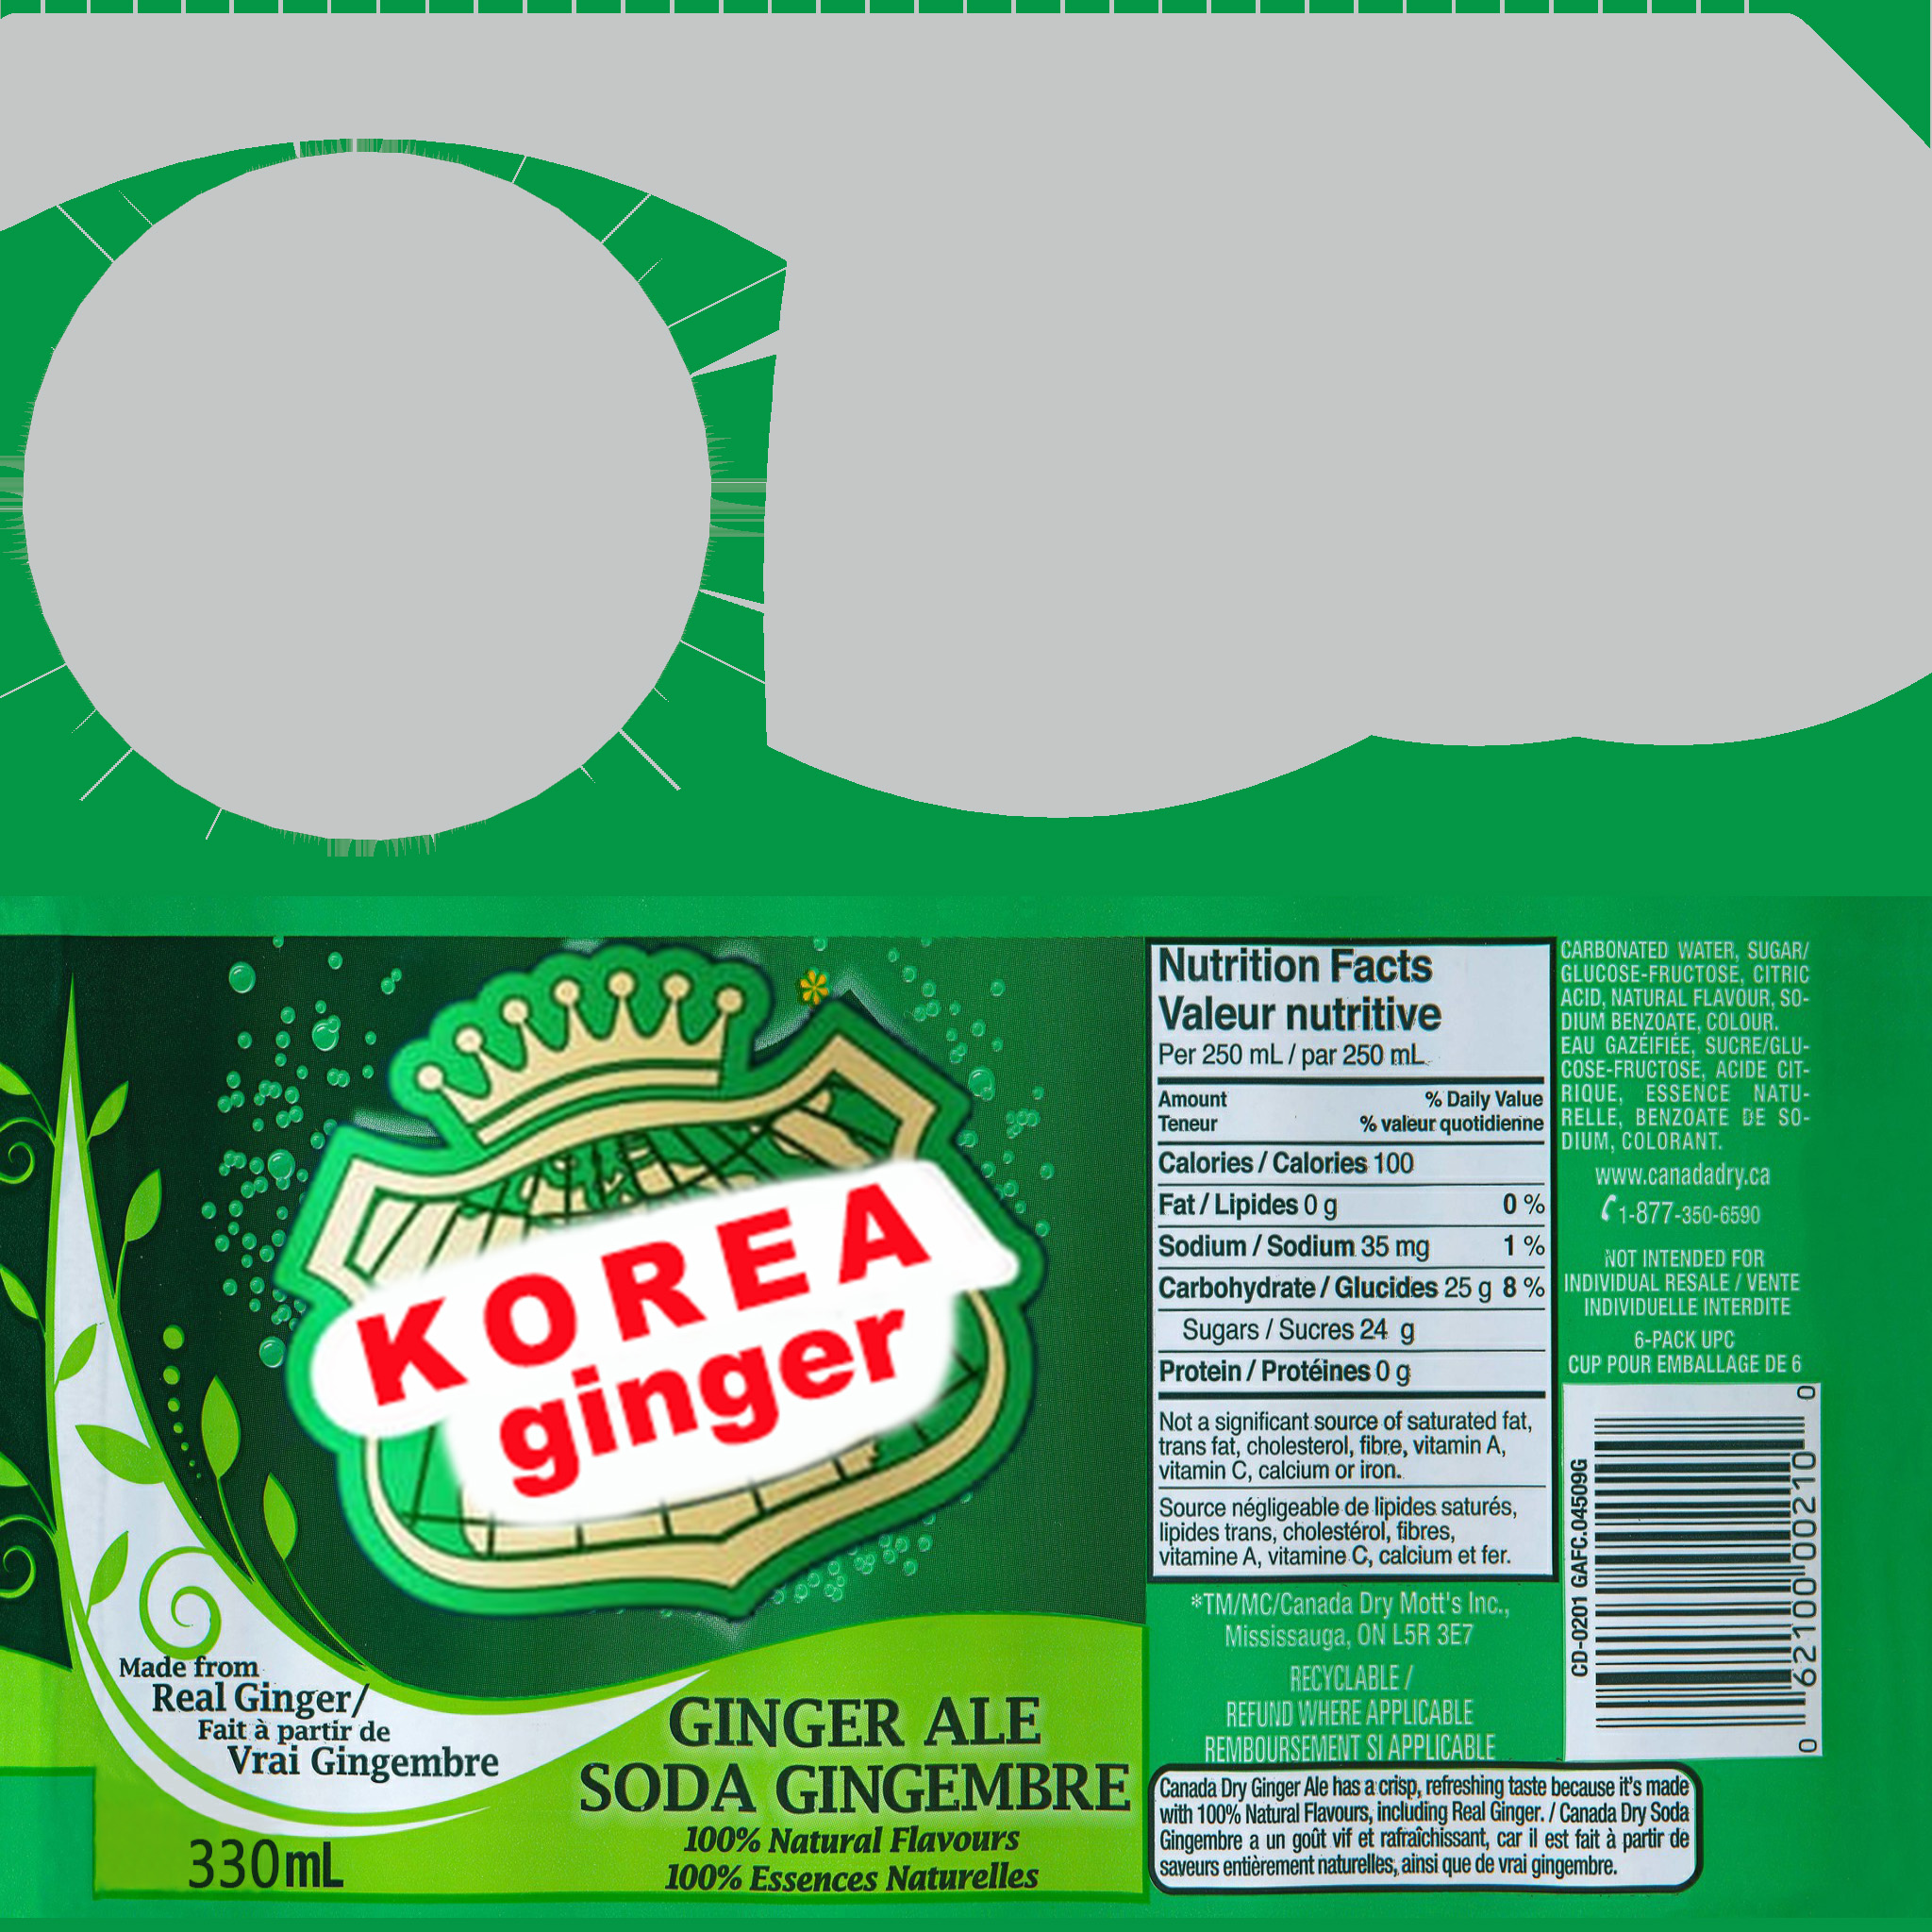 KOREA
ginger
Made from
Real Ginger/
Fait à partir de
Vrai Gingembre
330mL
GINGER ALE
SODA GINGEMBRE
100% Natural Flavours
100% Essences Naturelles
Nutrition Facts
Valeur nutritive
Per 250 mL / par 250 mL
Amount % Daily Value
Teneur % valeur quotidienne
Calories / Calories 100
Fat / Lipides 0 g 0 %
Sodium / Sodium 35 mg 1 %
Carbohydrate / Glucides 25 g 8 %
Sugars / Sucres 24 g
Protein / Protéines 0 g
Not a significant source of saturated fat,
trans fat, cholesterol, fibre, vitamin A,
vitamin C, calcium or iron.
Source négligeable de lipides saturés,
lipides trans, cholestérol, fibres,
vitamine A, vitamine C, calcium et fer.
*TM/MC/Canada Dry Mott's Inc.,
Mississauga, ON L5R 3E7
RECYCLABLE /
REFUND WHERE APPLICABLE
REMBOURSEMENT SI APPLICABLE
Canada Dry Ginger Ale has a crisp, refreshing taste because it's made
with 100% Natural Flavours, including Real Ginger. / Canada Dry Soda
Gingembre a un goût vif et rafraîchissant, car il est fait à partir de
saveurs entièrement naturelles, ainsi que de vrai gingembre.
CARBONATED WATER, SUGAR/
GLUCOSE-FRUCTOSE, CITRIC
ACID, NATURAL FLAVOUR, SO-
DIUM BENZOATE, COLOUR.
EAU GAZÉIFIÉE, SUCRE/GLU-
COSE-FRUCTOSE, ACIDE CIT-
RIQUE, ESSENCE NATU-
RELLE, BENZOATE DE SO-
DIUM, COLORANT.
www.canadadry.ca
1-877-350-6590
NOT INTENDED FOR
INDIVIDUAL RESALE / VENTE
INDIVIDUELLE INTERDITE
6-PACK UPC
CUP POUR EMBALLAGE DE 6
CD-0201 GAFC.04509G
0 62100 00210 0